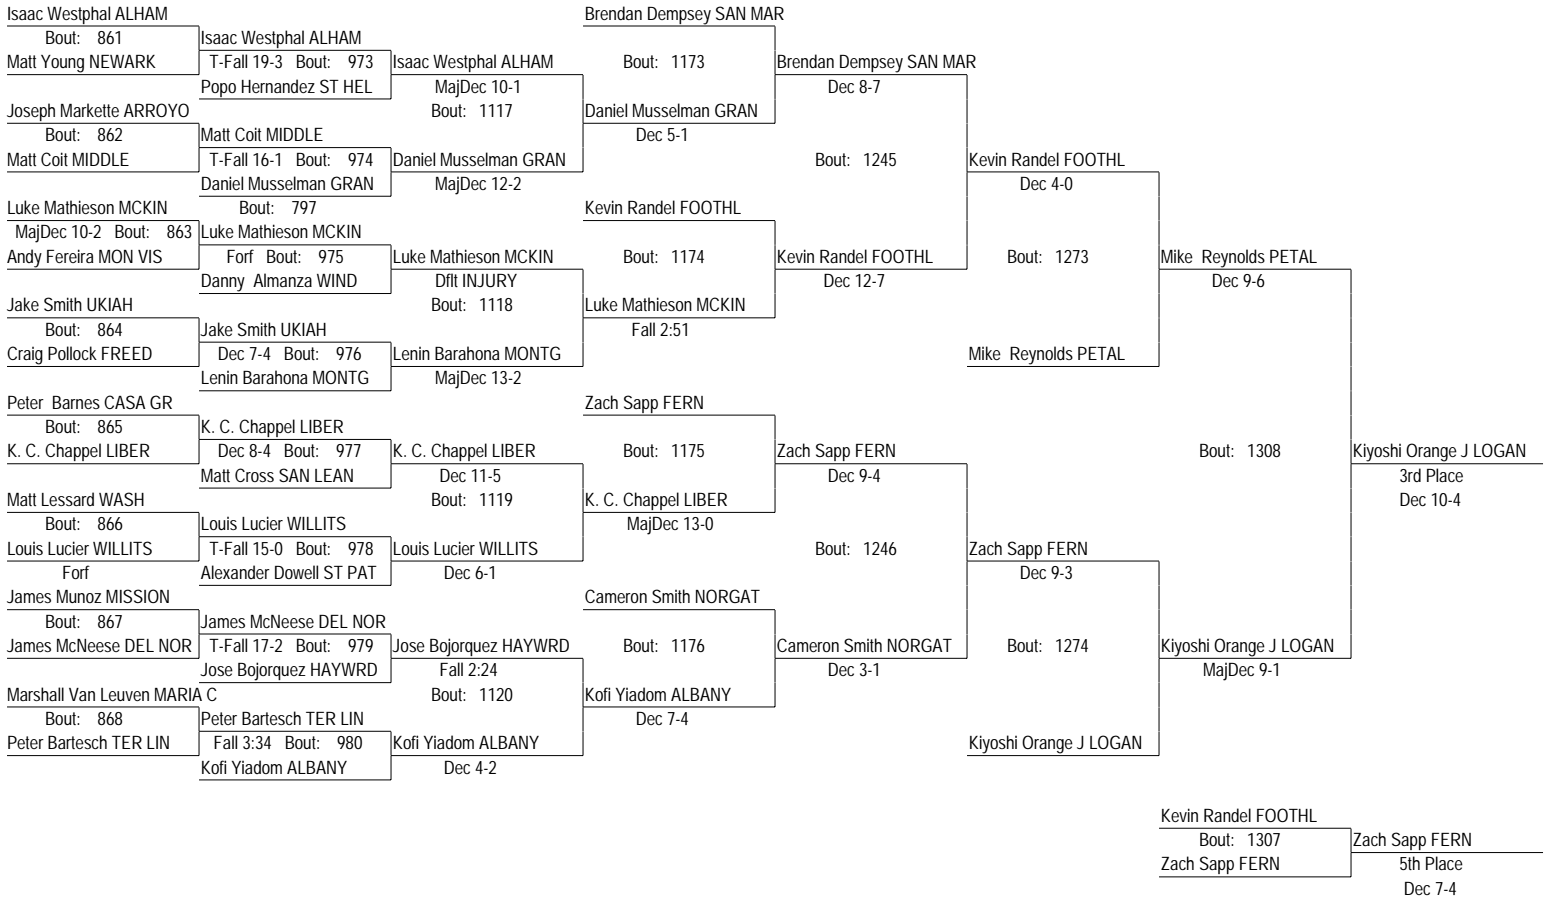 Isaac Westphal ALHAM
Bout: 861
Matt Young NEWARK
Joseph Markette ARROYO
Bout: 862
Matt Coit MIDDLE
Luke Mathieson MCKIN
MajDec 10-2 Bout: 863
Andy Fereira MON VIS
Jake Smith UKIAH
Bout: 864
Craig Pollock FREED
Peter Barnes CASA GR
Bout: 865
K. C. Chappel LIBER
Matt Lessard WASH
Bout: 866
Louis Lucier WILLITS
Forf
James Munoz MISSION
Bout: 867
James McNeese DEL NOR
Marshall Van Leuven MARIA C
Bout: 868
Peter Bartesch TER LIN
Isaac Westphal ALHAM
T-Fall 19-3 Bout: 973
Popo Hernandez ST HEL
Matt Coit MIDDLE
T-Fall 16-1 Bout: 974
Daniel Musselman GRAN
Bout: 797
Luke Mathieson MCKIN
Forf Bout: 975
Danny Almanza WIND
Jake Smith UKIAH
Dec 7-4 Bout: 976
Lenin Barahona MONTG
K. C. Chappel LIBER
Dec 8-4 Bout: 977
Matt Cross SAN LEAN
Louis Lucier WILLITS
T-Fall 15-0 Bout: 978
Alexander Dowell ST PAT
James McNeese DEL NOR
T-Fall 17-2 Bout: 979
Jose Bojorquez HAYWRD
Peter Bartesch TER LIN
Fall 3:34 Bout: 980
Kofi Yiadom ALBANY
Isaac Westphal ALHAM
MajDec 10-1
Bout: 1117
Daniel Musselman GRAN
MajDec 12-2
Luke Mathieson MCKIN
Dflt INJURY
Bout: 1118
Lenin Barahona MONTG
MajDec 13-2
K. C. Chappel LIBER
Dec 11-5
Bout: 1119
Louis Lucier WILLITS
Dec 6-1
Jose Bojorquez HAYWRD
Fall 2:24
Bout: 1120
Kofi Yiadom ALBANY
Dec 4-2
Brendan Dempsey SAN MAR
Bout: 1173
Daniel Musselman GRAN
Dec 5-1
Kevin Randel FOOTHL
Bout: 1174
Luke Mathieson MCKIN
Fall 2:51
Zach Sapp FERN
Bout: 1175
K. C. Chappel LIBER
MajDec 13-0
Cameron Smith NORGAT
Bout: 1176
Kofi Yiadom ALBANY
Dec 7-4
Brendan Dempsey SAN MAR
Dec 8-7
Bout: 1245
Kevin Randel FOOTHL
Dec 12-7
Zach Sapp FERN
Dec 9-4
Bout: 1246
Cameron Smith NORGAT
Dec 3-1
Kevin Randel FOOTHL
Dec 4-0
Bout: 1273
Mike Reynolds PETAL
Zach Sapp FERN
Dec 9-3
Bout: 1274
Kiyoshi Orange J LOGAN
Mike Reynolds PETAL
Dec 9-6
Bout: 1308
Kiyoshi Orange J LOGAN
MajDec 9-1
Kiyoshi Orange J LOGAN
3rd Place
Dec 10-4
Kevin Randel FOOTHL
Bout: 1307
Zach Sapp FERN
Zach Sapp FERN
5th Place
Dec 7-4